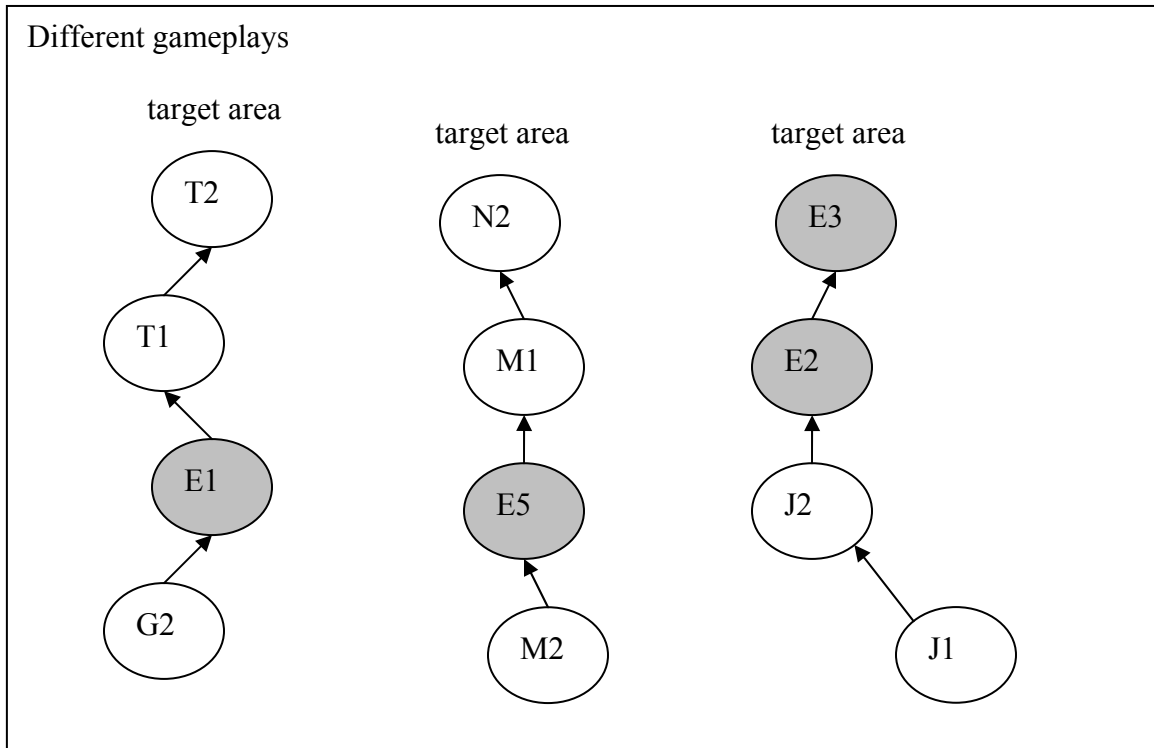 Different gameplays
target area
target area
target area
T2
N2
E3
T1
M1
E2
E1
E5
J2
G2
M2
J1